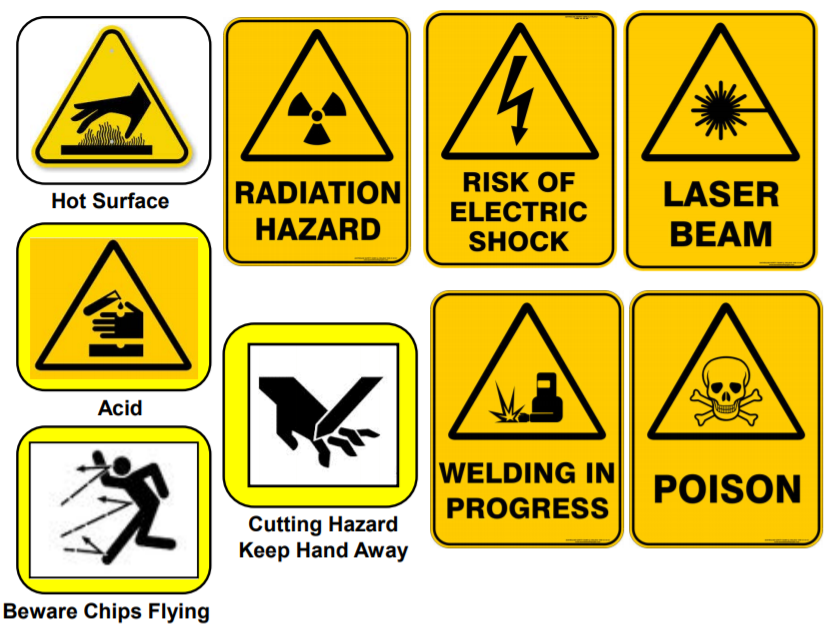 Hot Surface
RADIATION
HAZARD
RISK OF
ELECTRIC
SHOCK
LASER
BEAM
Acid
Cutting Hazard
Keep Hand Away
WELDING IN
PROGRESS
POISON
Beware Chips Flying